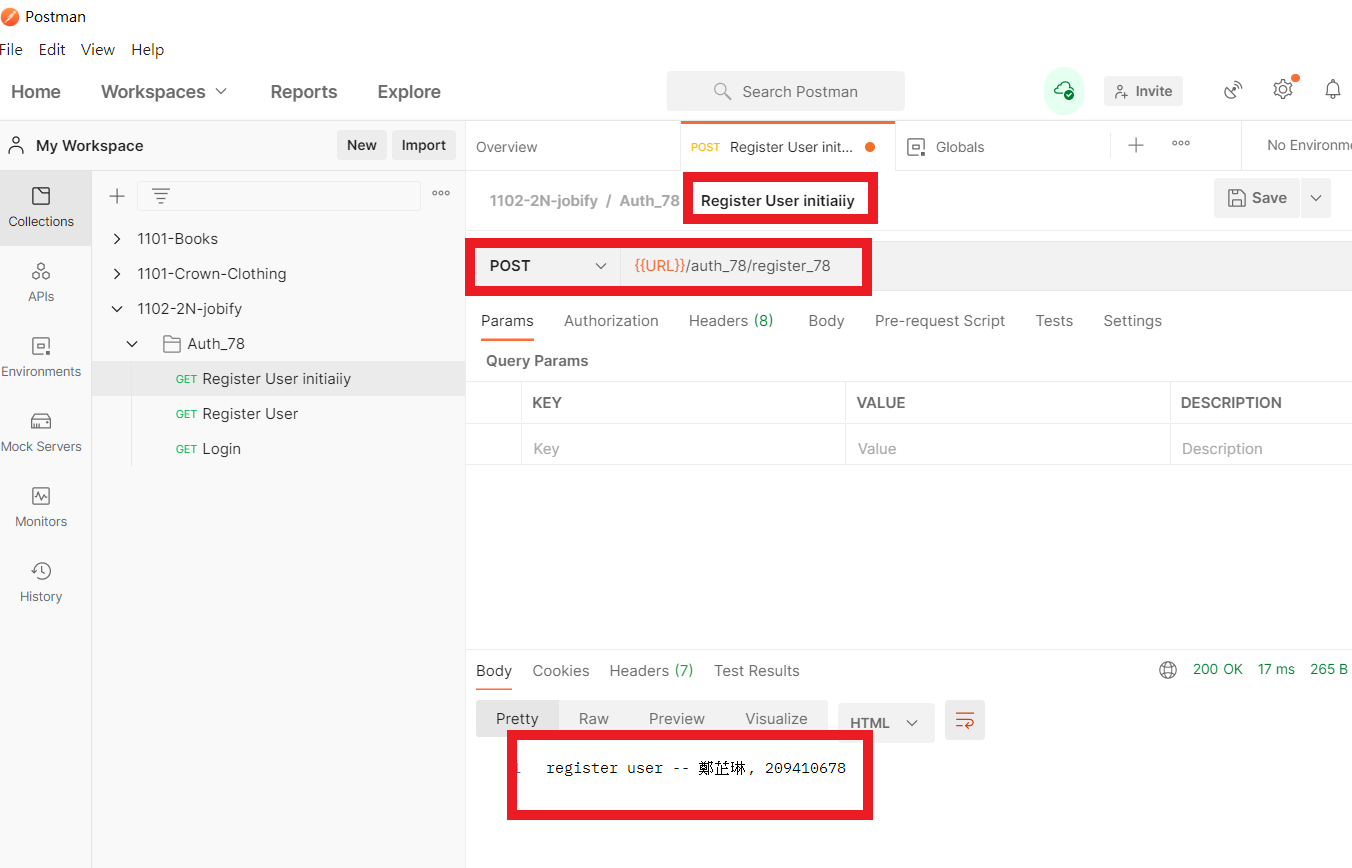 Postman
File Edit View Help
Home Workspaces Reports Explore Search Postman Invite
My Workspace New Import Overview POST Register User init... Globals No Environme
1102-2N-jobify / Auth_78 Register User initiaiiy Save
Collections
APIs
Environments
Mock Servers
Monitors
History
1101-Books
1101-Crown-Clothing
1102-2N-jobify
Auth_78
GET Register User initiaiiy
GET Register User
GET Login
POST {{URL}}/auth_78/register_78
Params Authorization Headers (8) Body Pre-request Script Tests Settings
Query Params
KEY VALUE DESCRIPTION
Key Value Description
Body Cookies Headers (7) Test Results 200 OK 17 ms 265 B
Pretty Raw Preview Visualize HTML
1 register user -- 鄭芷琳, 209410678